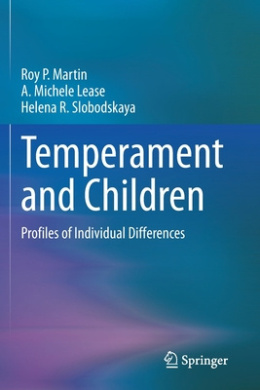 Roy P. Martin
A. Michele Lease
Helena R. Slobodskaya
Temperament
and Children
Profiles of Individual Differences
Springer